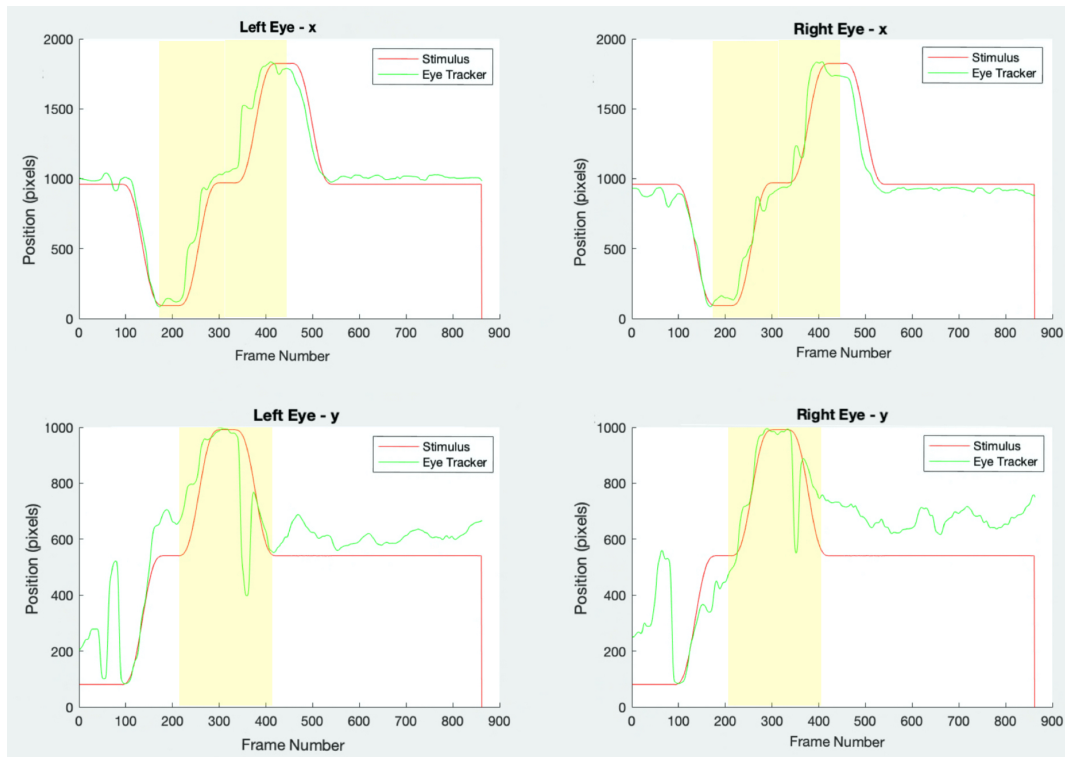 Left Eye - x
2000
1500
1000
500
0
0 100 200 300 400 500 600 700 800 900
Position (pixels)
Frame Number
Stimulus
Eye Tracker
Right Eye - x
2000
1500
1000
500
0
0 100 200 300 400 500 600 700 800 900
Position (pixels)
Frame Number
Stimulus
Eye Tracker
Left Eye - y
1000
800
600
400
200
0
0 100 200 300 400 500 600 700 800 900
Position (pixels)
Frame Number
Stimulus
Eye Tracker
Right Eye - y
1000
800
600
400
200
0
0 100 200 300 400 500 600 700 800 900
Position (pixels)
Frame Number
Stimulus
Eye Tracker